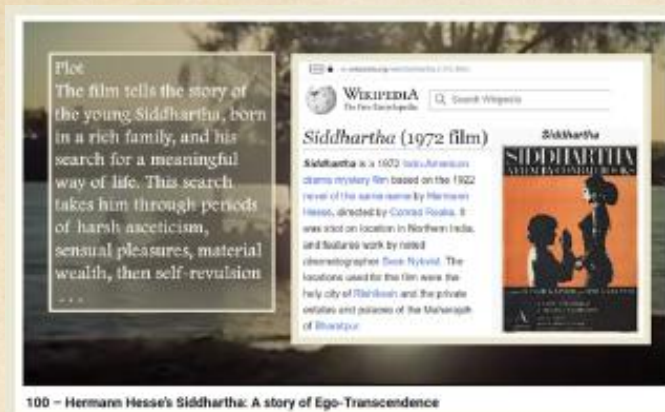 Plot
The film tells the story of
the young Siddhartha, born
in a rich family, and his
search for a meaningful
way of life. This search
takes him through periods
of harsh asceticism,
sensual pleasures, material
wealth, then self-revulsion
...
WIKIPEDIA
The Free Encyclopedia
Search Wikipedia
Siddhartha (1972 film)
Siddhartha is a 1972 Indo-American
drama mystery film based on the 1922
novel of the same name by Hermann
Hesse, directed by Conrad Rooks. It
was shot on location in Northern India,
and features work by noted
cinematographer Sven Nykvist. The
locations used for the film were the
holy city of Rishikesh and the private
estates and palaces of the Maharajah
of Bharatpur.
Siddhartha
SIDDHARTHA
A FILM BY CONRAD ROOKS
100 – Hermann Hesse's Siddhartha: A story of Ego-Transcendence